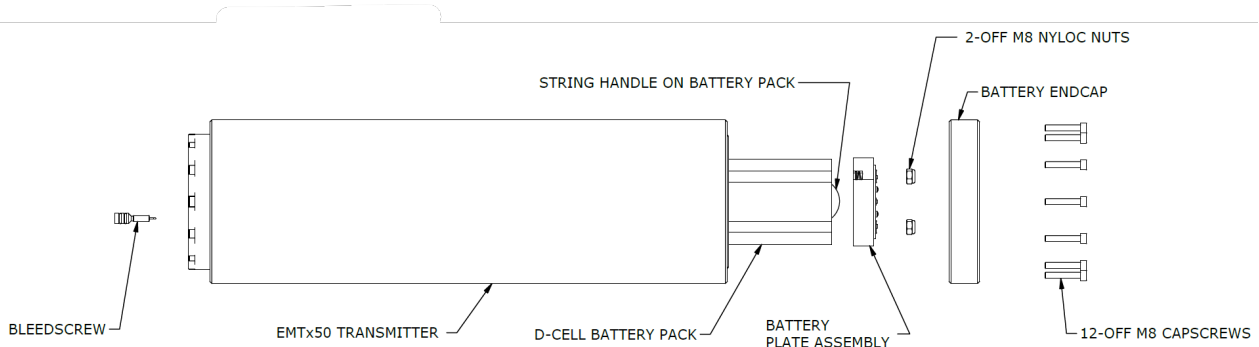 2-OFF M8 NYLOC NUTS
STRING HANDLE ON BATTERY PACK
BATTERY ENDCAP
BLEEDSCREW
EMTx50 TRANSMITTER
D-CELL BATTERY PACK
BATTERY
PLATE ASSEMBLY
12-OFF M8 CAPSCREWS